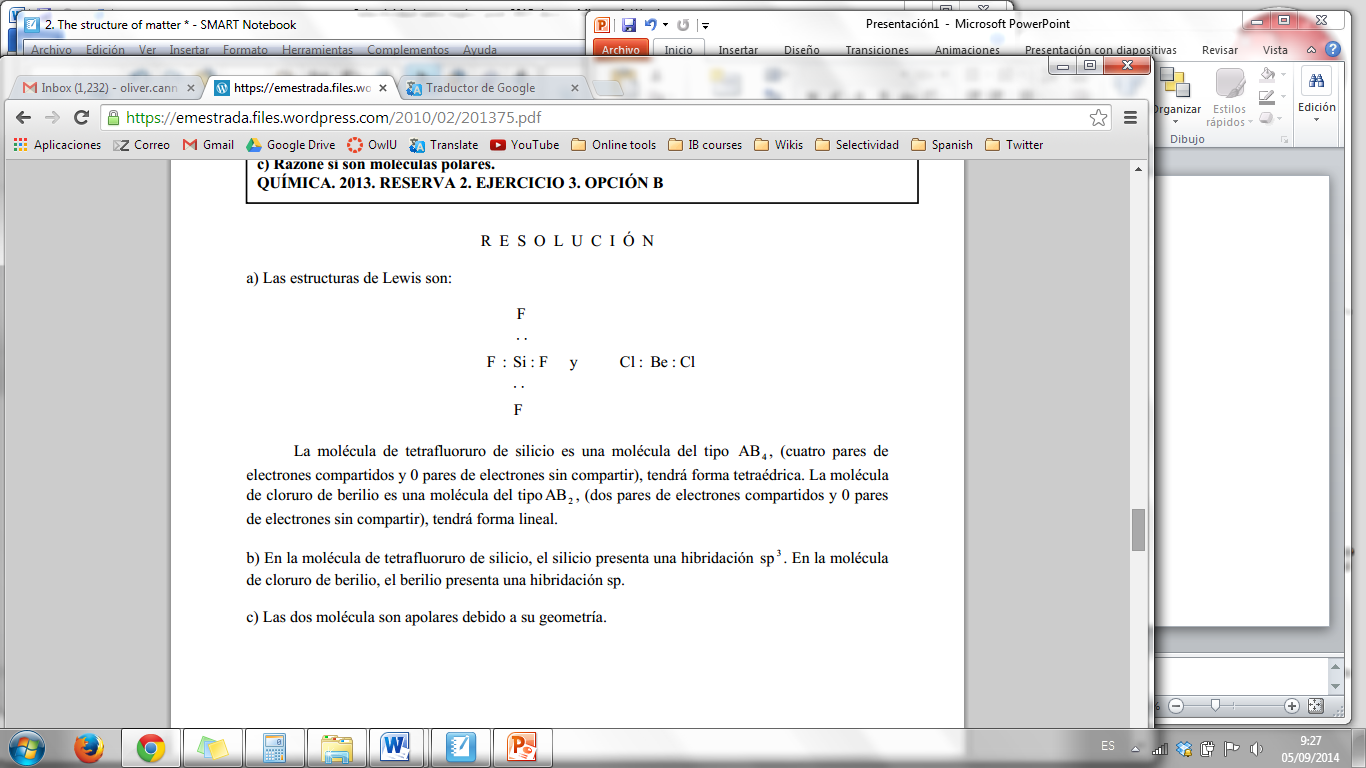 2. The structure of matter * - SMART Notebook
Presentación1 - Microsoft PowerPoint
Archivo Edición Ver Insertar Formato Herramientas Complementos Ayuda
Archivo Inicio Insertar Diseño Transiciones Animaciones Presentación con diapositivas Revisar Vista
Inbox (1,232) - oliver.cann
https://emestrada.files.wo
Traductor de Google
https://emestrada.files.wordpress.com/2010/02/201375.pdf
Organizar
Estilos
rápidos
Edición
Dibujo
Aplicaciones Correo Gmail Google Drive OwlU Translate YouTube Online tools IB courses Wikis Selectividad Spanish Twitter
c) Razone si son moléculas polares.
QUÍMICA. 2013. RESERVA 2. EJERCICIO 3. OPCIÓN B
R E S O L U C I Ó N
a) Las estructuras de Lewis son:
F
··
F : Si : F y Cl : Be : Cl
··
F
La molécula de tetrafluoruro de silicio es una molécula del tipo AB₄, (cuatro pares de
electrones compartidos y 0 pares de electrones sin compartir), tendrá forma tetraédrica. La molécula
de cloruro de berilio es una molécula del tipo AB₂, (dos pares de electrones compartidos y 0 pares
de electrones sin compartir), tendrá forma lineal.
b) En la molécula de tetrafluoruro de silicio, el silicio presenta una hibridación sp³. En la molécula
de cloruro de berilio, el berilio presenta una hibridación sp.
c) Las dos molécula son apolares debido a su geometría.
ES
9:27
05/09/2014